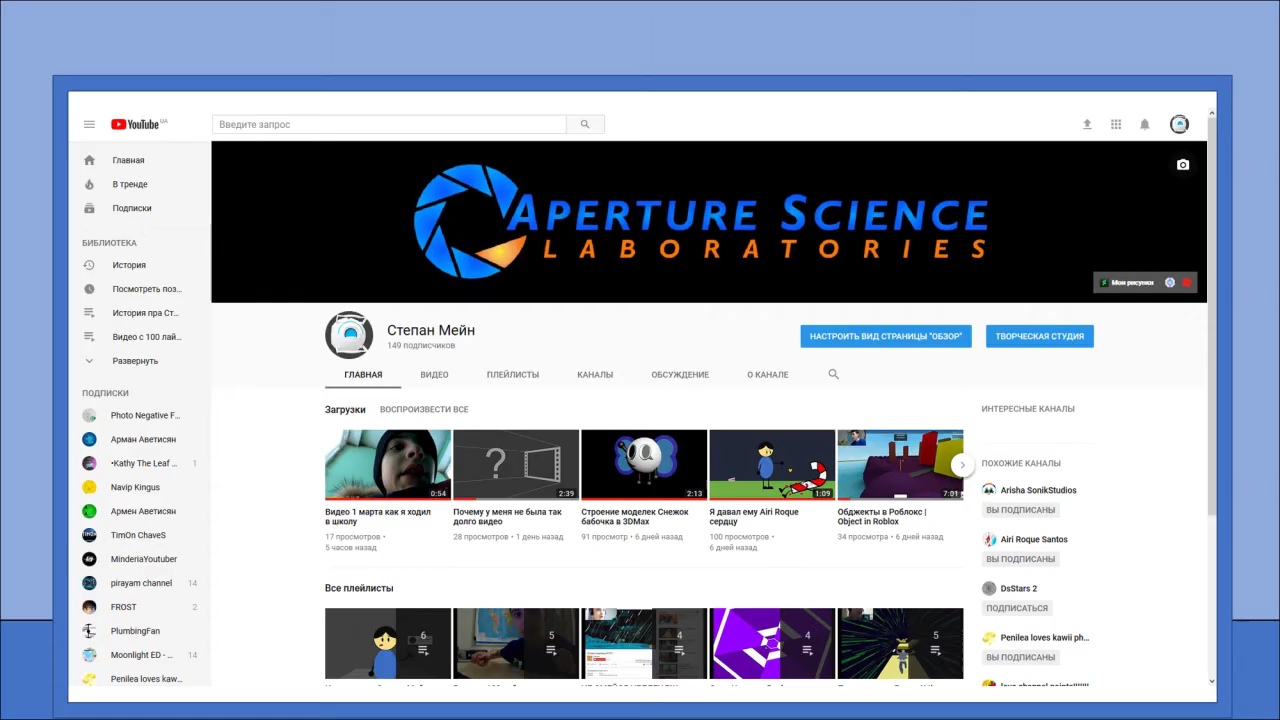 YouTube UA
Введите запрос
Главная
В тренде
Подписки
БИБЛИОТЕКА
История
Посмотреть поз...
История пра Ст...
Видео с 100 лай...
Развернуть
ПОДПИСКИ
Photo Negative F...
Арман Аветисян
•Kathy The Leaf ... 1
Navip Kingus
Армен Аветисян
TimOn ChaveS
MinderiaYoutuber
pirayam channel 14
FROST 2
PlumbingFan
Moonlight ED - ... 14
Penilea loves kaw...
APERTURE SCIENCE
LABORATORIES
Мои рисунки
Степан Мейн
149 подписчиков
НАСТРОИТЬ ВИД СТРАНИЦЫ "ОБЗОР"
ТВОРЧЕСКАЯ СТУДИЯ
ГЛАВНАЯ ВИДЕО ПЛЕЙЛИСТЫ КАНАЛЫ ОБСУЖДЕНИЕ О КАНАЛЕ
Загрузки ВОСПРОИЗВЕСТИ ВСЕ
0:54
Видео 1 марта как я ходил
в школу
17 просмотров •
5 часов назад
?
2:39
Почему у меня не была так
долго видео
28 просмотров • 1 день назад
2:13
Строение моделек Снежок
бабочка в 3DMax
91 просмотр • 6 дней назад
1:09
Я давал ему Airi Roque
сердцу
100 просмотров •
6 дней назад
7:01
Обджекты в Роблокс |
Object in Roblox
34 просмотра • 6 дней назад
Все плейлисты
6
5
4
4
5
ИНТЕРЕСНЫЕ КАНАЛЫ
ПОХОЖИЕ КАНАЛЫ
Arisha SonikStudios
ВЫ ПОДПИСАНЫ
Airi Roque Santos
ВЫ ПОДПИСАНЫ
DsStars 2
ПОДПИСАТЬСЯ
Penilea loves kawii ph...
ВЫ ПОДПИСАНЫ